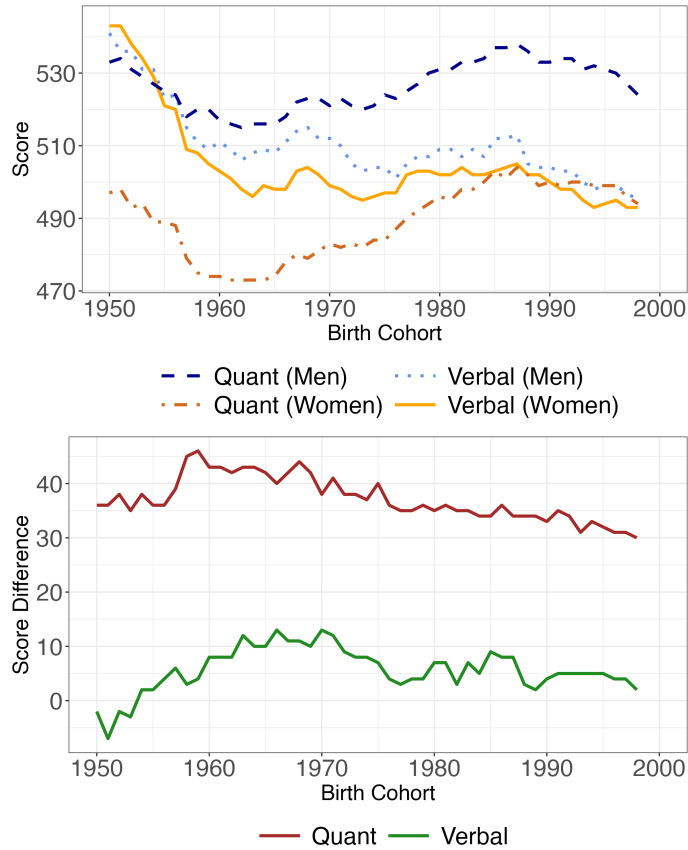 Score
530
510
490
470
1950 1960 1970 1980 1990 2000
Birth Cohort
Quant (Men) Verbal (Men)
Quant (Women) Verbal (Women)
Score Difference
40
30
20
10
0
1950 1960 1970 1980 1990 2000
Birth Cohort
Quant Verbal